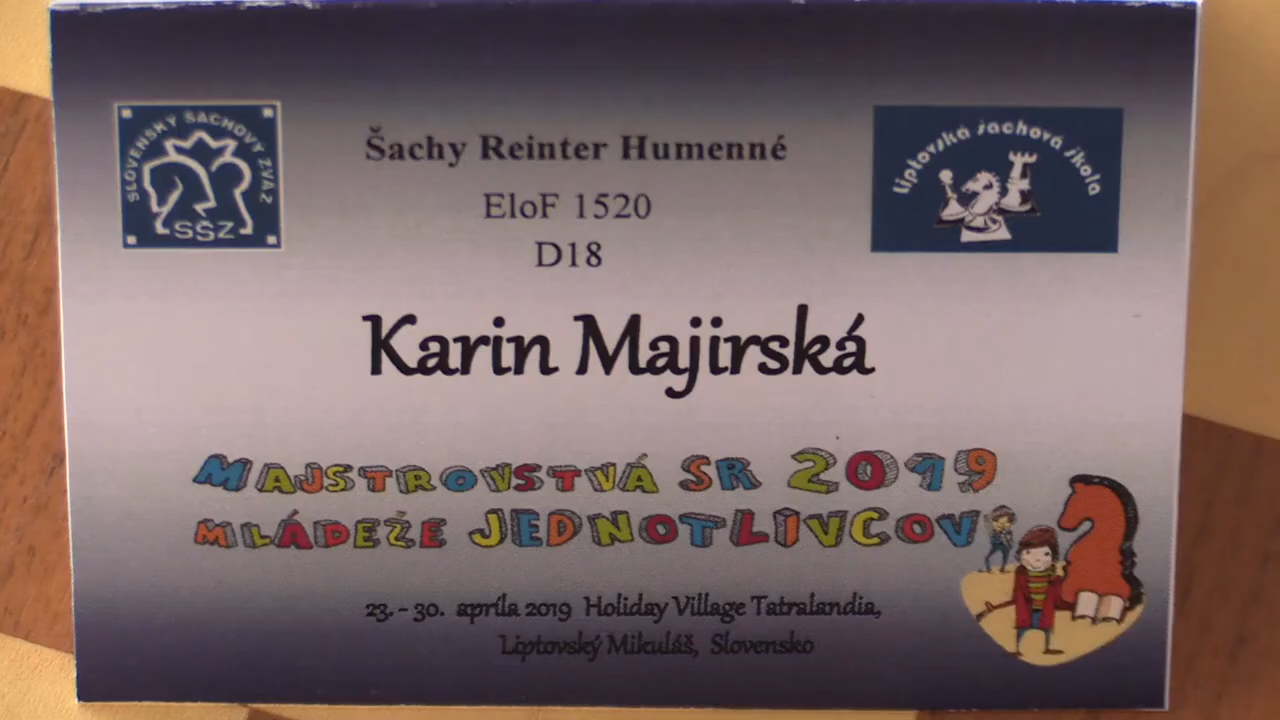 SLOVENSKÝ ŠACHOVÝ ZVÄZ
SŠZ
Šachy Reinter Humenné
EloF 1520
D18
Liptovská šachová škola
Karin Majirská
MAJSTROVSTVÁ SR 2019
MLÁDEŽE JEDNOTLIVCOV
23. - 30. apríla 2019 Holiday Village Tatralandia,
Liptovský Mikuláš, Slovensko